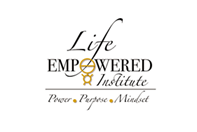 Life
EMPOWERED
Institute
Power. Purpose. Mindset